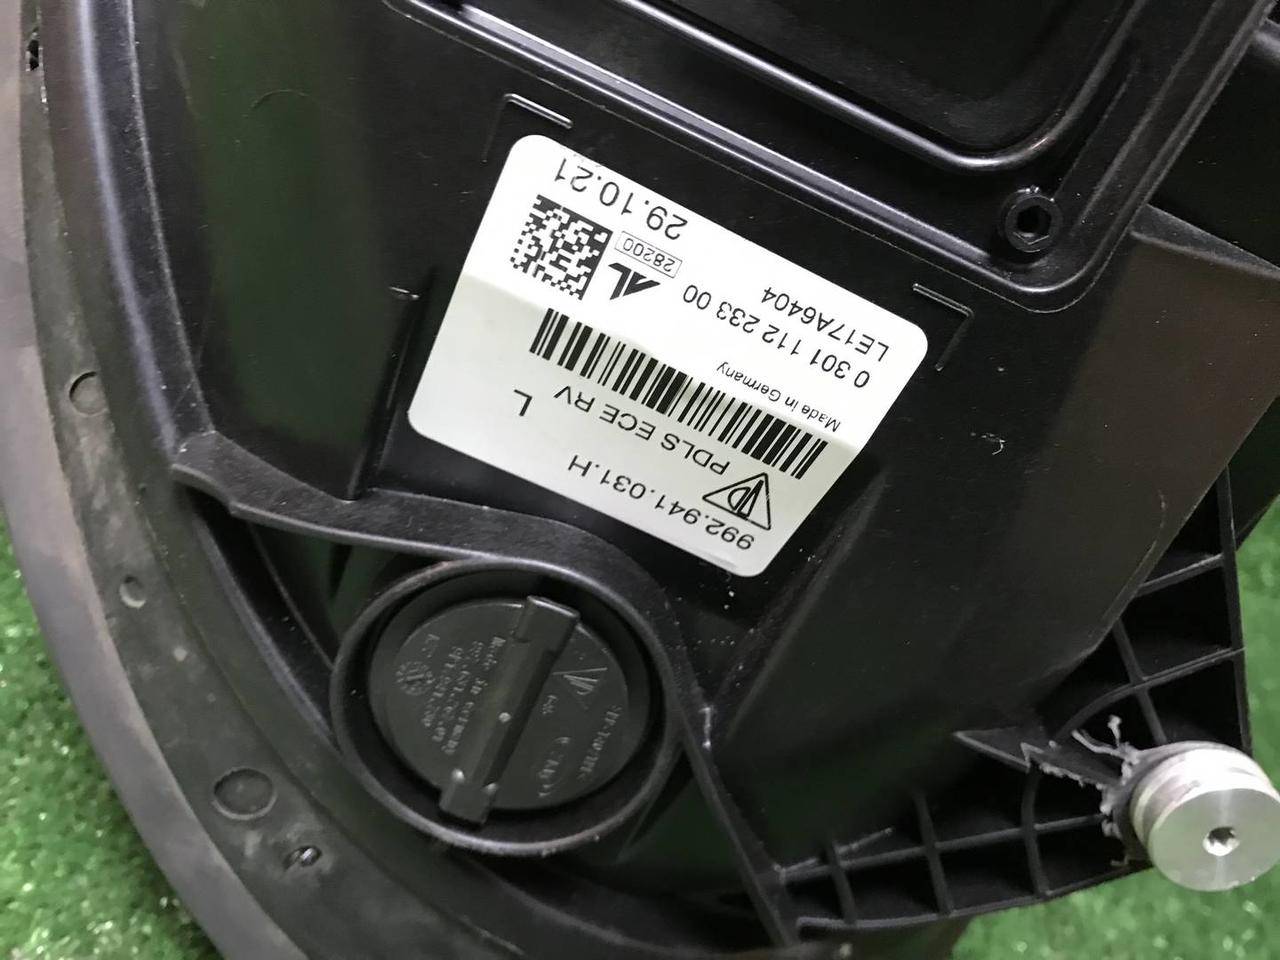 992.941.031.H
PDLS ECE RV
L
Made in Germany
0 301 112 233 00
LE17A6404
AL
28200
29.10.21